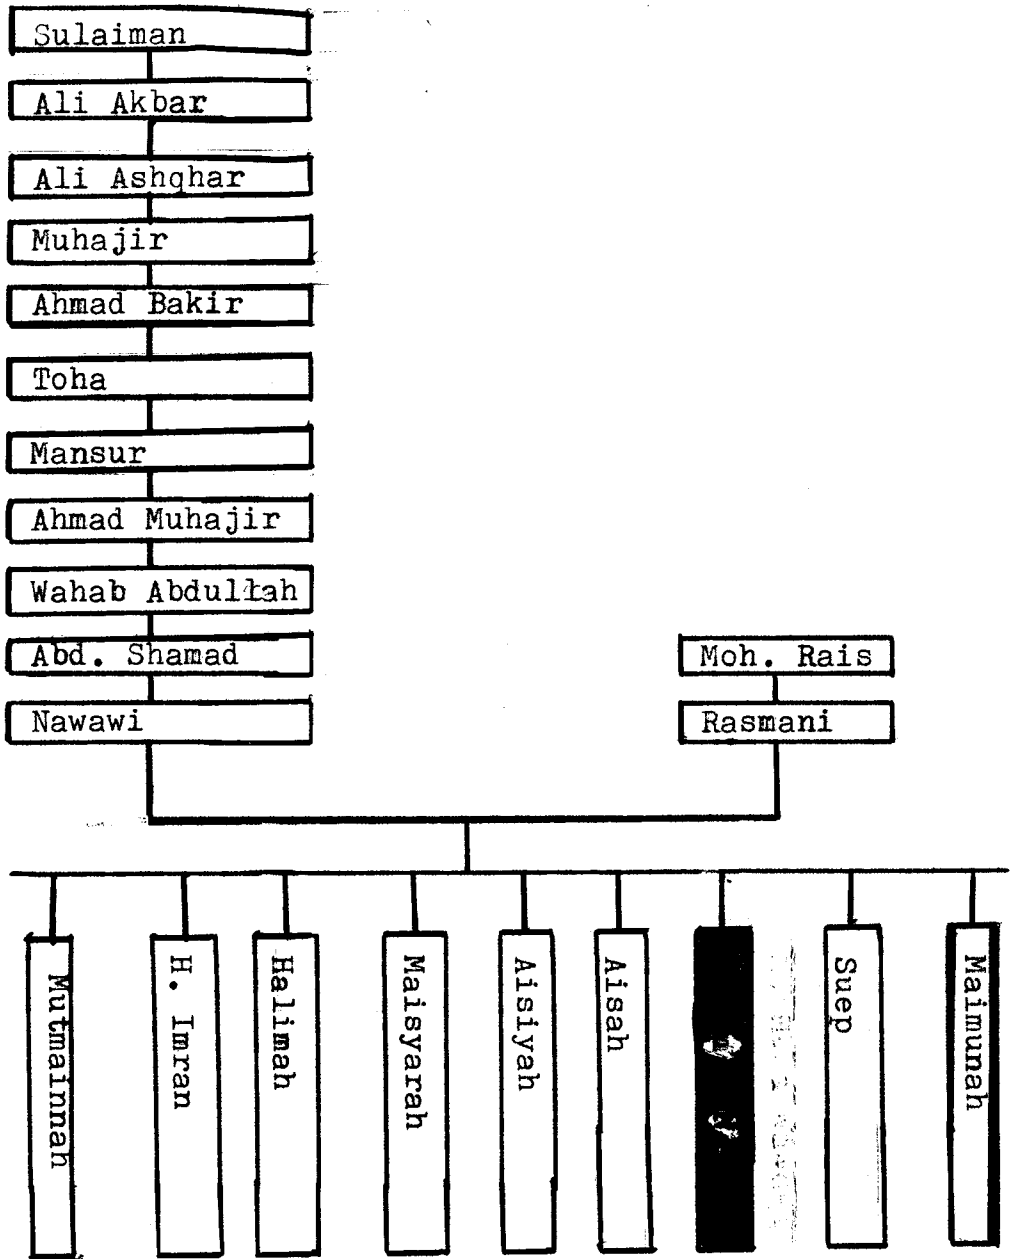 Sulaiman
Ali Akbar
Ali Ashghar
Muhajir
Ahmad Bakir
Toha
Mansur
Ahmad Muhajir
Wahab Abdullah
Abd. Shamad
Moh. Rais
Nawawi
Rasmani
Mutmainnah
H. Imran
Halimah
Maisyarah
Aisiyah
Aisah
Suep
Maimunah